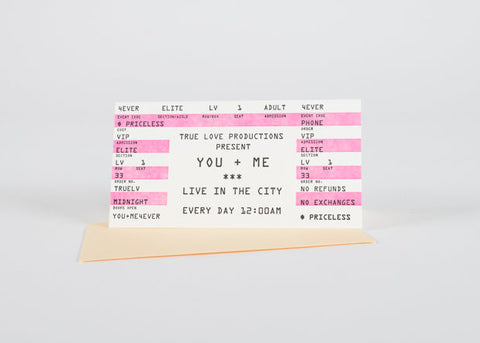 4EVER ELITE LV 1 ADULT 4EVER
EVENT CODE SECTION/AISLE ROW/BOX SEAT ADMISSION EVENT CODE
♦ PRICELESS
PHONE
COST
ORDER
VIP
VIP
ADMISSION
ADMISSION
ELITE
ELITE
SECTION
SECTION
LV 1
LV 1
ROW SEAT
ROW SEAT
33
33
ORDER NO.
TRUELV
MIDNIGHT
DOORS OPEN
YOU+ME4EVER
TRUE LOVE PRODUCTIONS
PRESENT
YOU + ME
***
LIVE IN THE CITY
EVERY DAY 12:00AM
NO REFUNDS
NO EXCHANGES
♦ PRICELESS